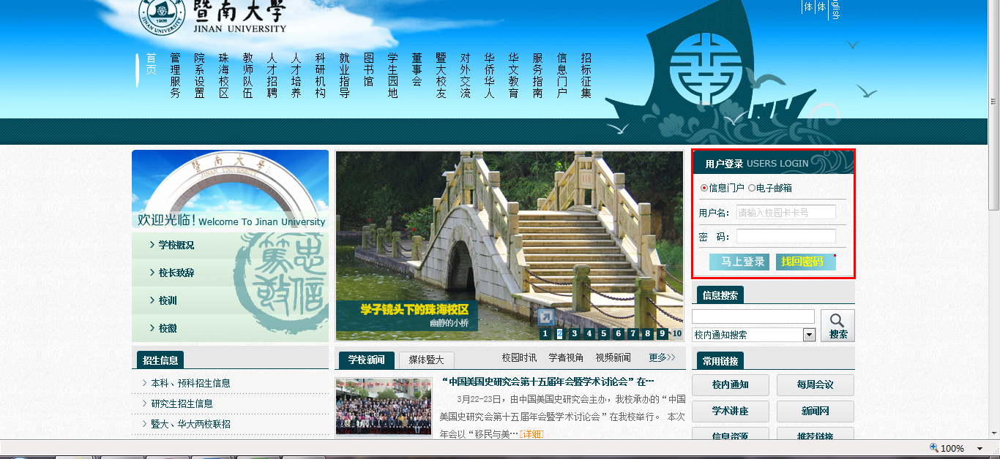 暨南大学
JINAN UNIVERSITY
1906
体 体 English
首页 管理服务 院系设置 珠海校区 教师队伍 人才招聘 人才培养 科研机构 就业指导 图书馆 学生园地 董事会 暨大校友 对外交流 华侨华人 华文教育 服务指南 信息门户 招标征集
暨南大学
JINAN UNIVERSITY
欢迎光临! Welcome To Jinan University
学校概况
校长致辞
校训
校徽
忠信笃敬
学子镜头下的珠海校区
幽静的小桥
1 2 3 4 5 6 7 8 9 10
用户登录 USERS LOGIN
信息门户 电子邮箱
用户名: 请输入校园卡卡号
密 码:
马上登录 找回密码
信息搜索
校内通知搜索
搜索
招生信息
本科、预科招生信息
研究生招生信息
暨大、华大两校联招
学校新闻 媒体暨大 校园时讯 学者视角 视频新闻 更多>>
“中国美国史研究会第十五届年会暨学术讨论会”在…
3月22-23日，由中国美国史研究会主办，我校承办的“中国
美国史研究会第十五届年会暨学术讨论会”在我校举行。 本次
年会以“移民与美…[详细]
常用链接
校内通知 每周会议
学术讲座 新闻网
信息资源 推荐链接
100%